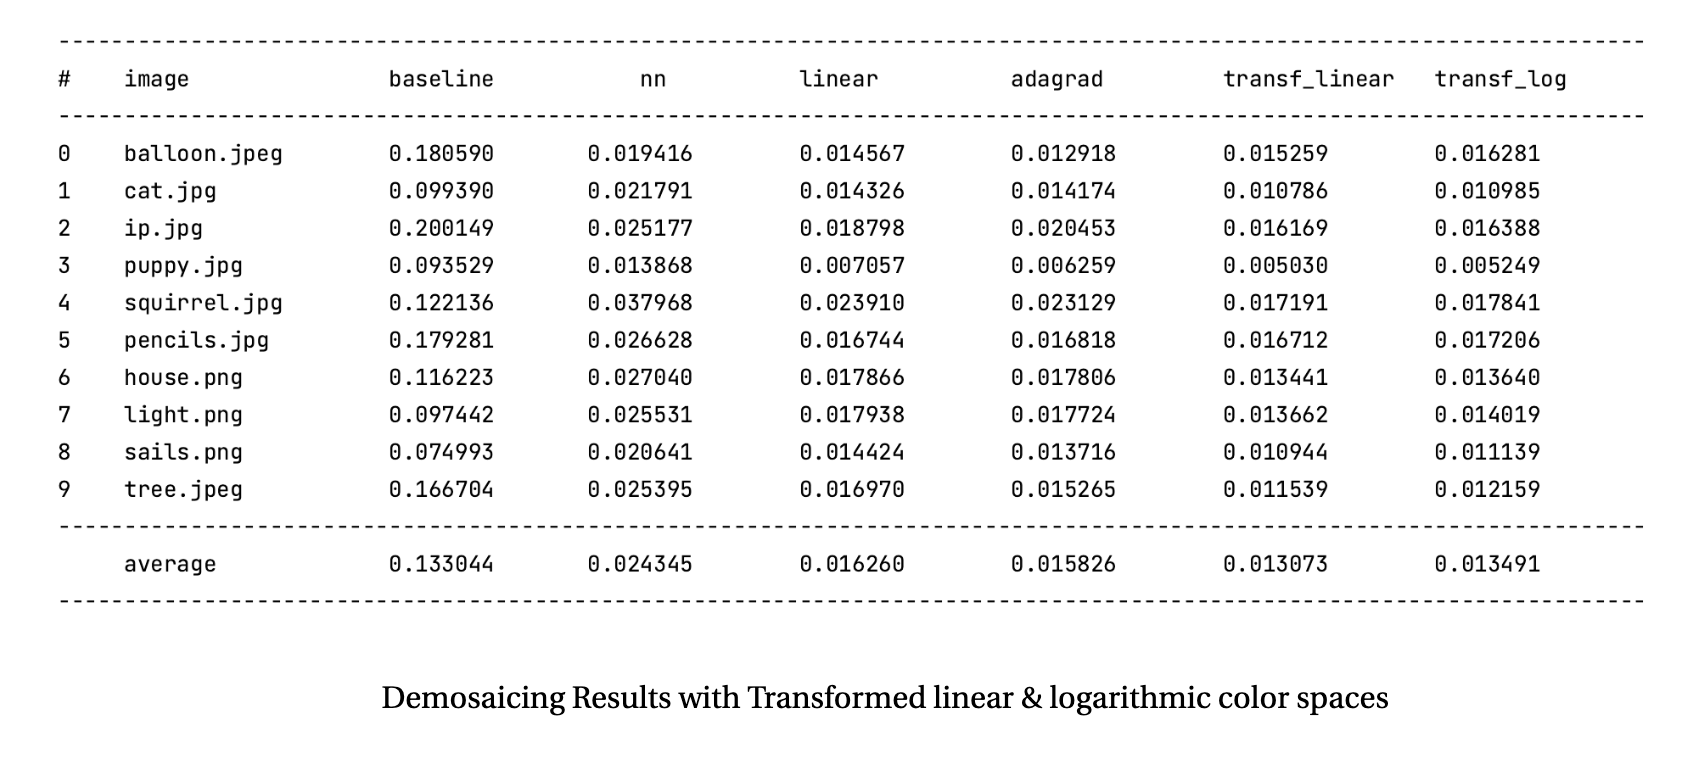 # image baseline nn linear adagrad transf_linear transf_log
0 balloon.jpeg 0.180590 0.019416 0.014567 0.012918 0.015259 0.016281
1 cat.jpg 0.099390 0.021791 0.014326 0.014174 0.010786 0.010985
2 ip.jpg 0.200149 0.025177 0.018798 0.020453 0.016169 0.016388
3 puppy.jpg 0.093529 0.013868 0.007057 0.006259 0.005030 0.005249
4 squirrel.jpg 0.122136 0.037968 0.023910 0.023129 0.017191 0.017841
5 pencils.jpg 0.179281 0.026628 0.016744 0.016818 0.016712 0.017206
6 house.png 0.116223 0.027040 0.017866 0.017806 0.013441 0.013640
7 light.png 0.097442 0.025531 0.017938 0.017724 0.013662 0.014019
8 sails.png 0.074993 0.020641 0.014424 0.013716 0.010944 0.011139
9 tree.jpeg 0.166704 0.025395 0.016970 0.015265 0.011539 0.012159
average 0.133044 0.024345 0.016260 0.015826 0.013073 0.013491
Demosaicing Results with Transformed linear & logarithmic color spaces